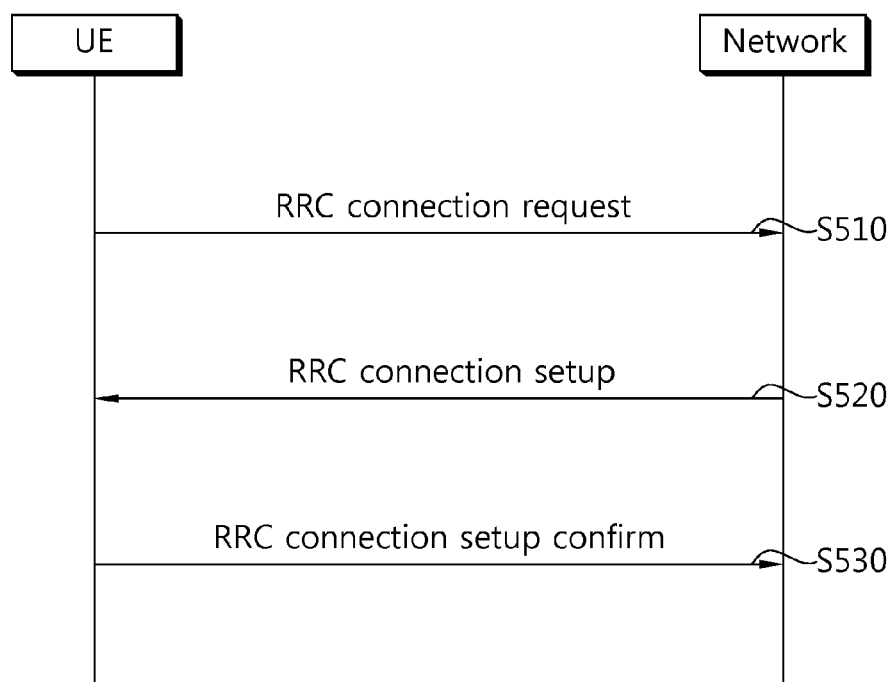 UE
Network
RRC connection request
S510
RRC connection setup
S520
RRC connection setup confirm
S530